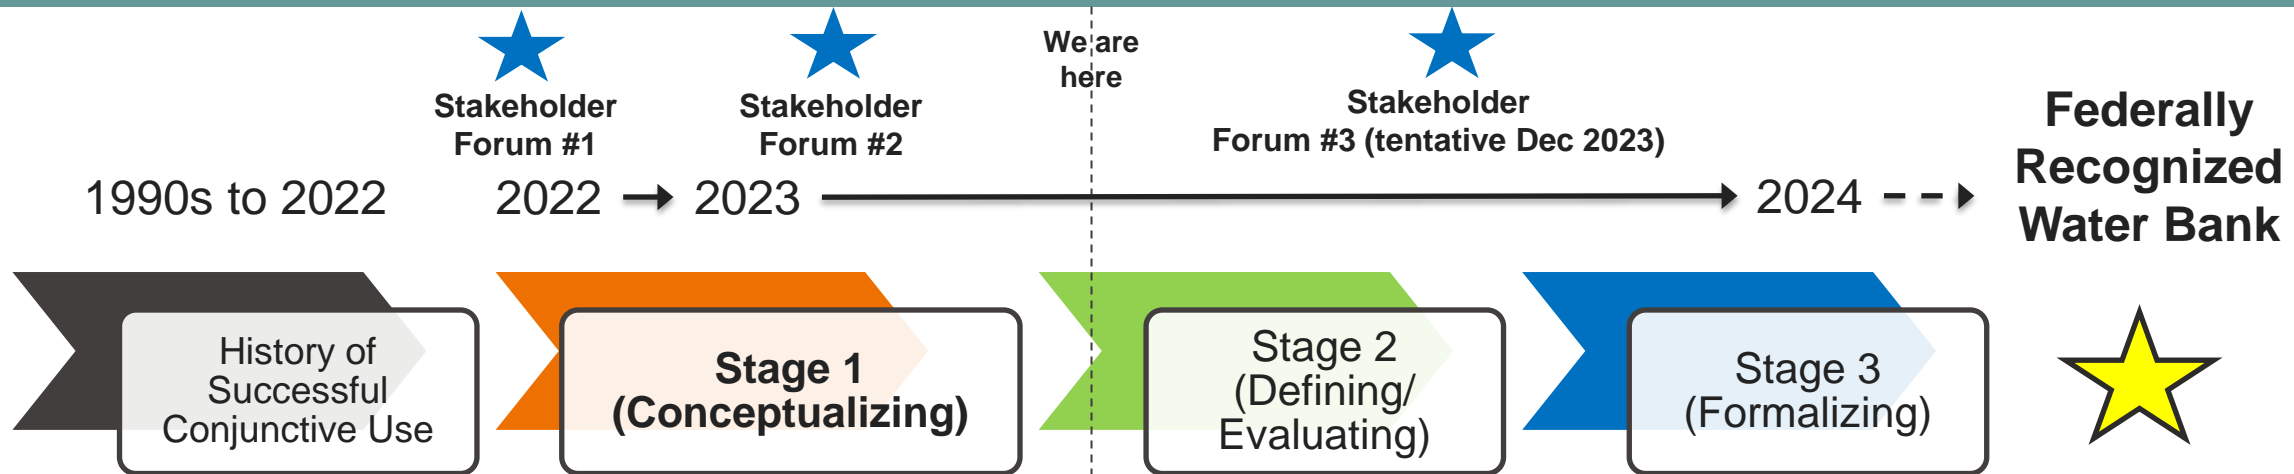 We are
here
Stakeholder
Forum #1
Stakeholder
Forum #2
Stakeholder
Forum #3 (tentative Dec 2023)
1990s to 2022
2022
2023
2024
Federally
Recognized
Water Bank
History of
Successful
Conjunctive Use
Stage 1
(Conceptualizing)
Stage 2
(Defining/
Evaluating)
Stage 3
(Formalizing)